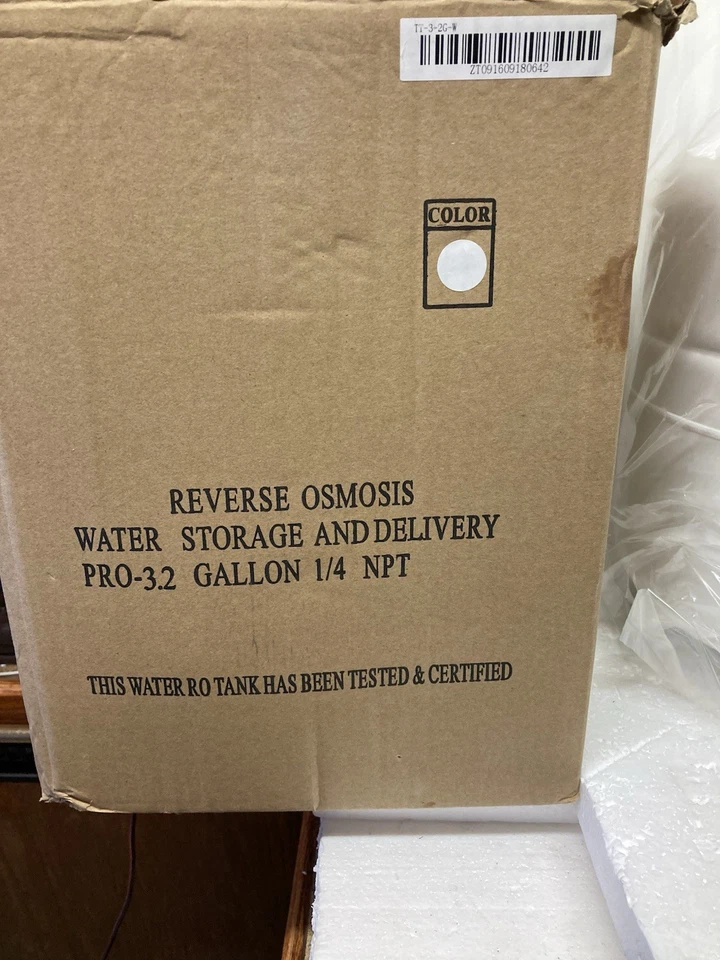 TT-3-2G-W
ZT091609180642
COLOR
REVERSE OSMOSIS
WATER STORAGE AND DELIVERY
PRO-3.2 GALLON 1/4 NPT
THIS WATER RO TANK HAS BEEN TESTED & CERTIFIED